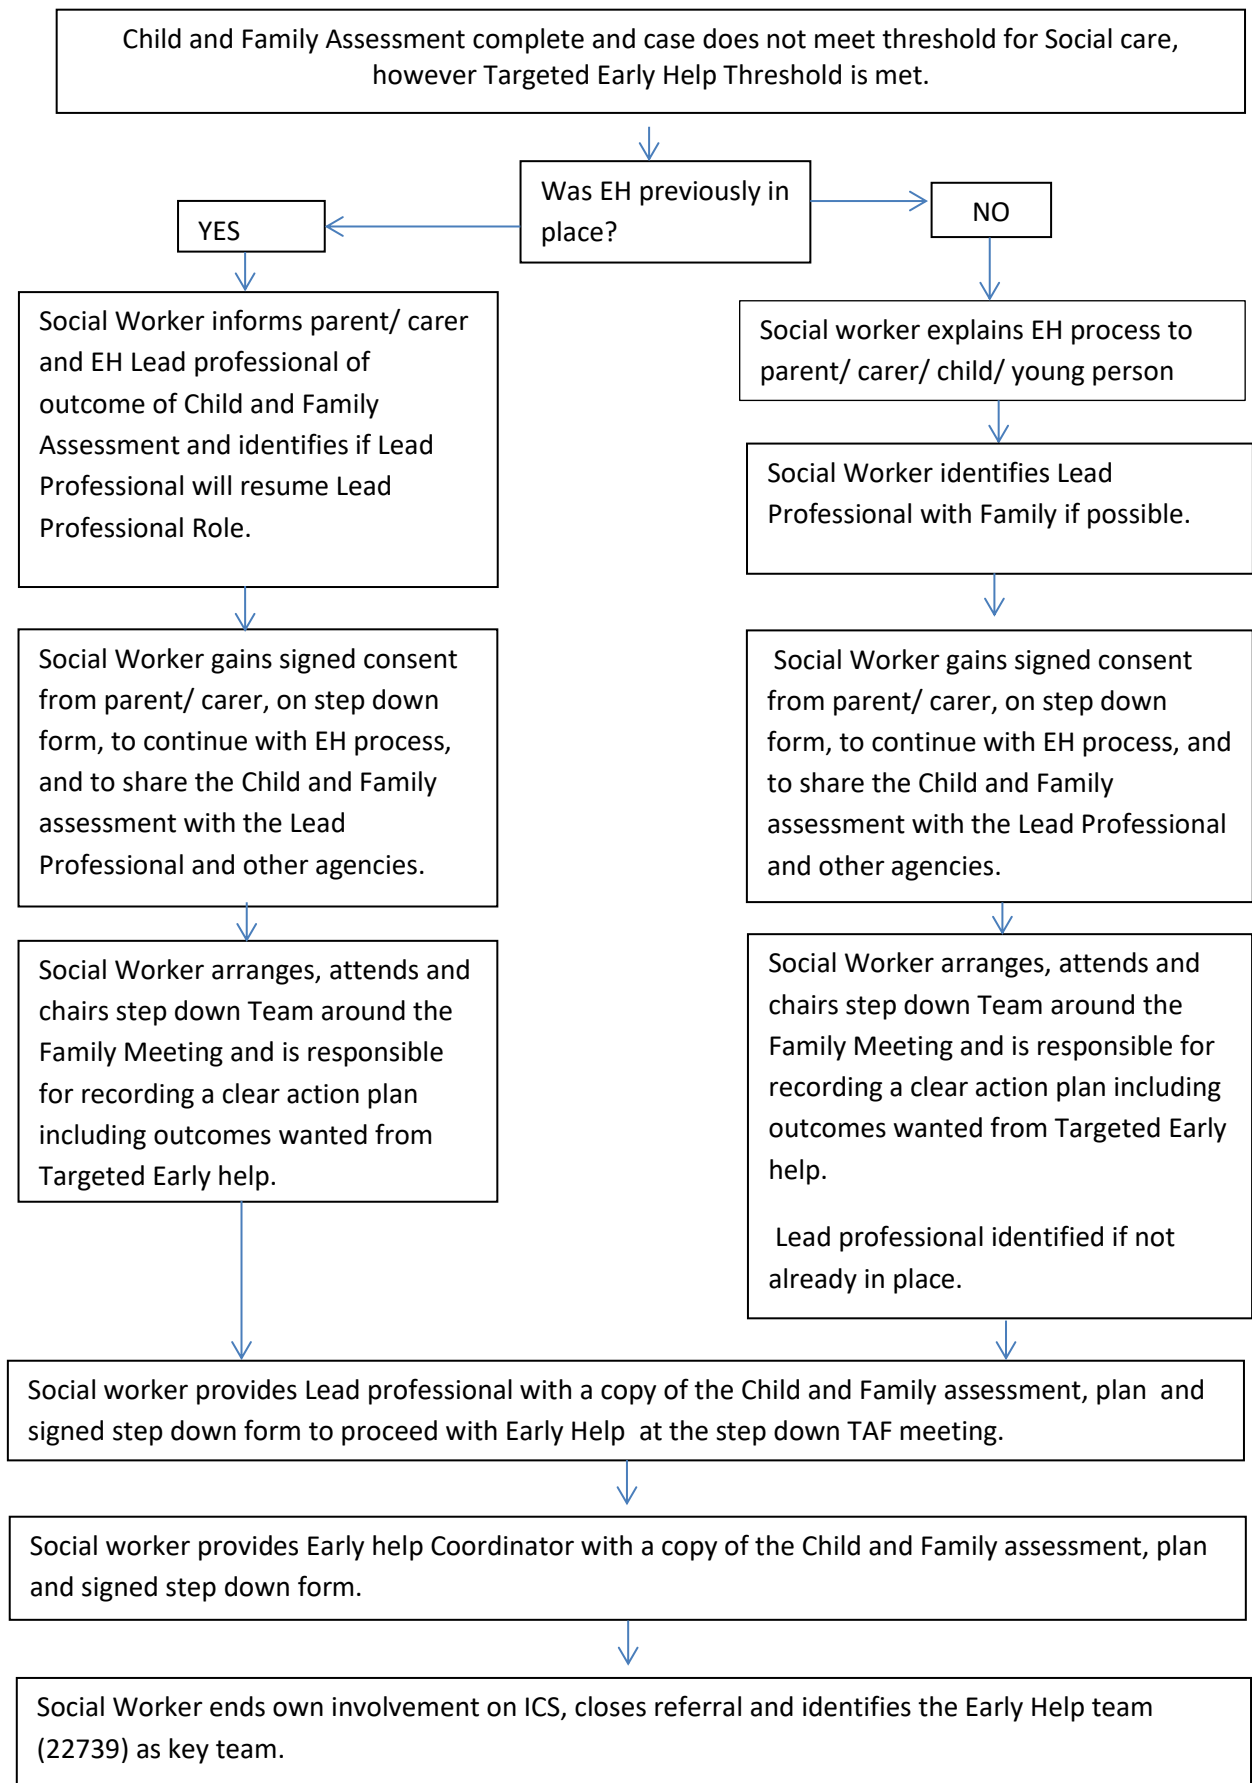 Child and Family Assessment complete and case does not meet threshold for Social care,
however Targeted Early Help Threshold is met.
Was EH previously in
place?
YES
NO
Social Worker informs parent/ carer
and EH Lead professional of
outcome of Child and Family
Assessment and identifies if Lead
Professional will resume Lead
Professional Role.
Social worker explains EH process to
parent/ carer/ child/ young person
Social Worker identifies Lead
Professional with Family if possible.
Social Worker gains signed consent
from parent/ carer, on step down
form, to continue with EH process,
and to share the Child and Family
assessment with the Lead
Professional and other agencies.
Social Worker gains signed consent
from parent/ carer, on step down
form, to continue with EH process, and
to share the Child and Family
assessment with the Lead Professional
and other agencies.
Social Worker arranges, attends and
chairs step down Team around the
Family Meeting and is responsible
for recording a clear action plan
including outcomes wanted from
Targeted Early help.
Social Worker arranges, attends and
chairs step down Team around the
Family Meeting and is responsible for
recording a clear action plan including
outcomes wanted from Targeted Early
help.
Lead professional identified if not
already in place.
Social worker provides Lead professional with a copy of the Child and Family assessment, plan and
signed step down form to proceed with Early Help at the step down TAF meeting.
Social worker provides Early help Coordinator with a copy of the Child and Family assessment, plan
and signed step down form.
Social Worker ends own involvement on ICS, closes referral and identifies the Early Help team
(22739) as key team.